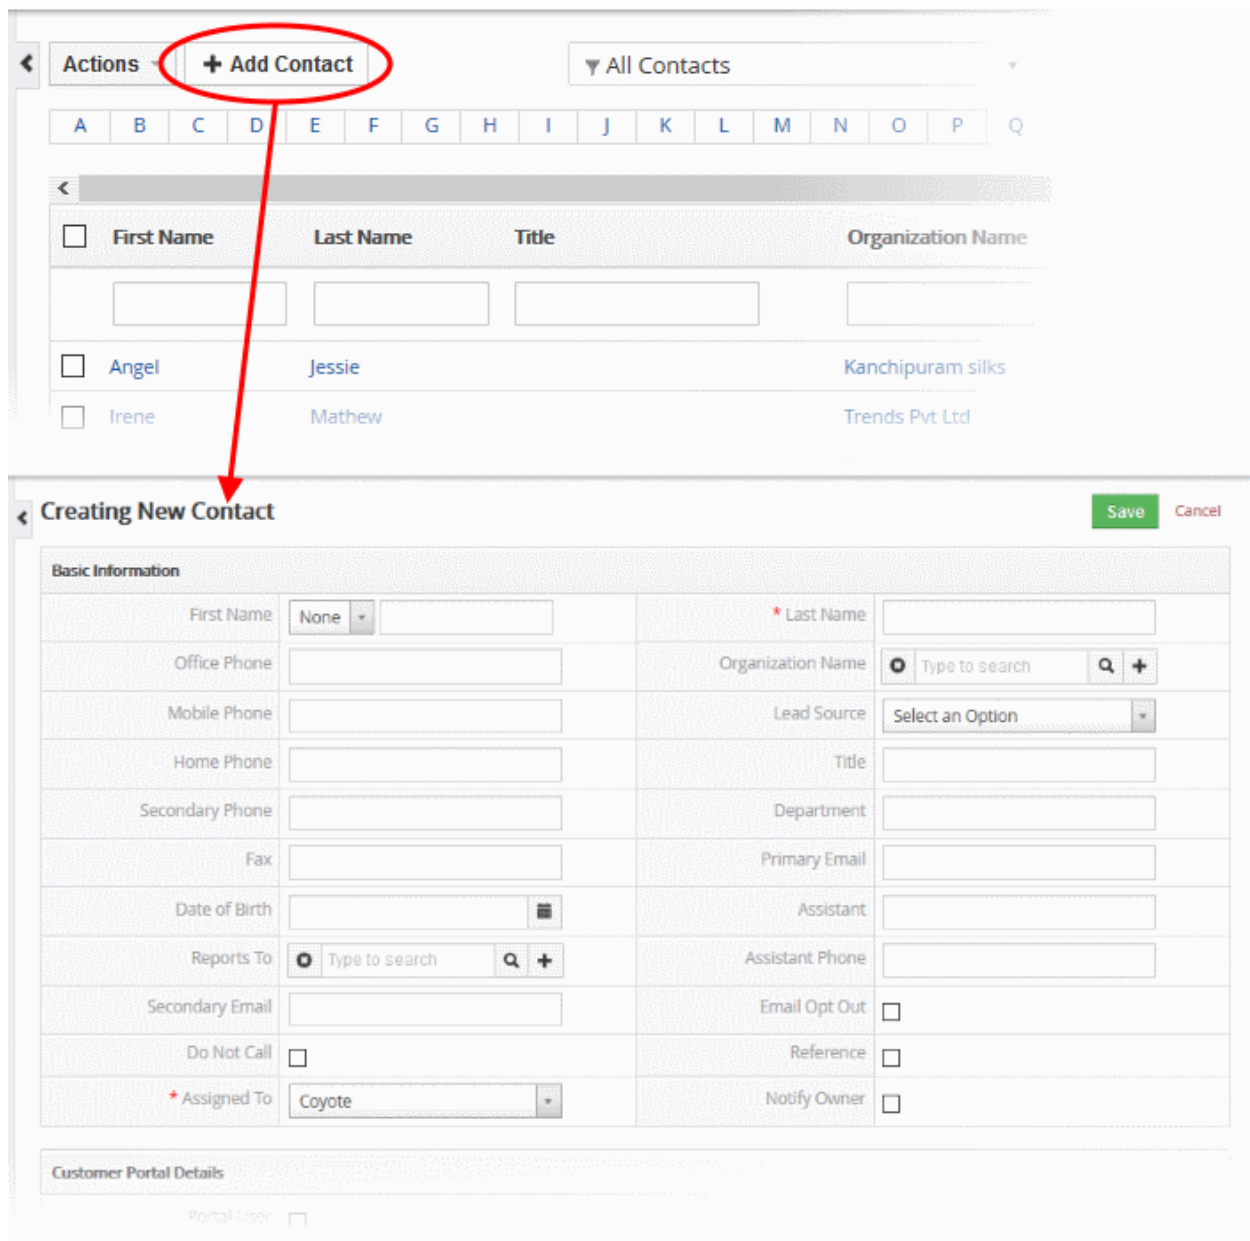 Actions + Add Contact All Contacts
A B C D E F G H I J K L M N O P Q
First Name Last Name Title Organization Name
Angel Jessie Kanchipuram silks
Irene Mathew Trends Pvt Ltd
Creating New Contact Save Cancel
Basic Information
First Name None * Last Name
Office Phone Organization Name Type to search
Mobile Phone Lead Source Select an Option
Home Phone Title
Secondary Phone Department
Fax Primary Email
Date of Birth Assistant
Reports To Type to search Assistant Phone
Secondary Email Email Opt Out
Do Not Call Reference
* Assigned To Coyote Notify Owner
Customer Portal Details
Portal User